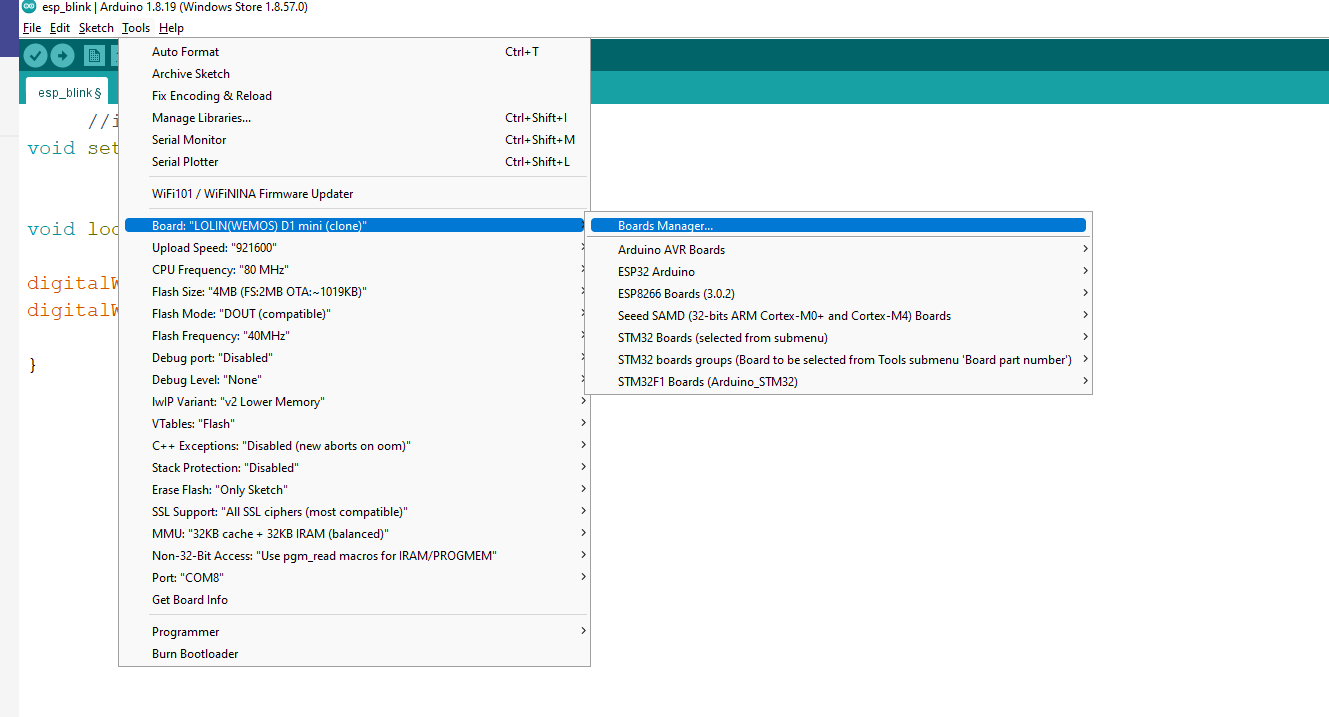 esp_blink | Arduino 1.8.19 (Windows Store 1.8.57.0)
File Edit Sketch Tools Help
esp_blink §
//i
void set
void loo
digitalW
digitalW
}
Auto Format Ctrl+T
Archive Sketch
Fix Encoding & Reload
Manage Libraries... Ctrl+Shift+I
Serial Monitor Ctrl+Shift+M
Serial Plotter Ctrl+Shift+L
WiFi101 / WiFiNINA Firmware Updater
Board: "LOLIN(WEMOS) D1 mini (clone)"
Upload Speed: "921600"
CPU Frequency: "80 MHz"
Flash Size: "4MB (FS:2MB OTA:~1019KB)"
Flash Mode: "DOUT (compatible)"
Flash Frequency: "40MHz"
Debug port: "Disabled"
Debug Level: "None"
lwIP Variant: "v2 Lower Memory"
VTables: "Flash"
C++ Exceptions: "Disabled (new aborts on oom)"
Stack Protection: "Disabled"
Erase Flash: "Only Sketch"
SSL Support: "All SSL ciphers (most compatible)"
MMU: "32KB cache + 32KB IRAM (balanced)"
Non-32-Bit Access: "Use pgm_read macros for IRAM/PROGMEM"
Port: "COM8"
Get Board Info
Programmer
Burn Bootloader
Boards Manager...
Arduino AVR Boards
ESP32 Arduino
ESP8266 Boards (3.0.2)
Seeed SAMD (32-bits ARM Cortex-M0+ and Cortex-M4) Boards
STM32 Boards (selected from submenu)
STM32 boards groups (Board to be selected from Tools submenu 'Board part number')
STM32F1 Boards (Arduino_STM32)